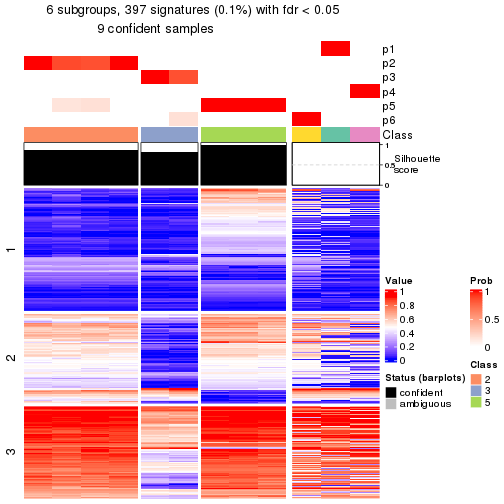 6 subgroups, 397 signatures (0.1%) with fdr < 0.05
9 confident samples
p1
p2
p3
p4
p5
p6
Class
1
0.5
0
Silhouette
score
1
2
3
Value
1
0.8
0.6
0.4
0.2
0
Prob
1
0.5
0
Status (barplots)
confident
ambiguous
Class
2
3
5